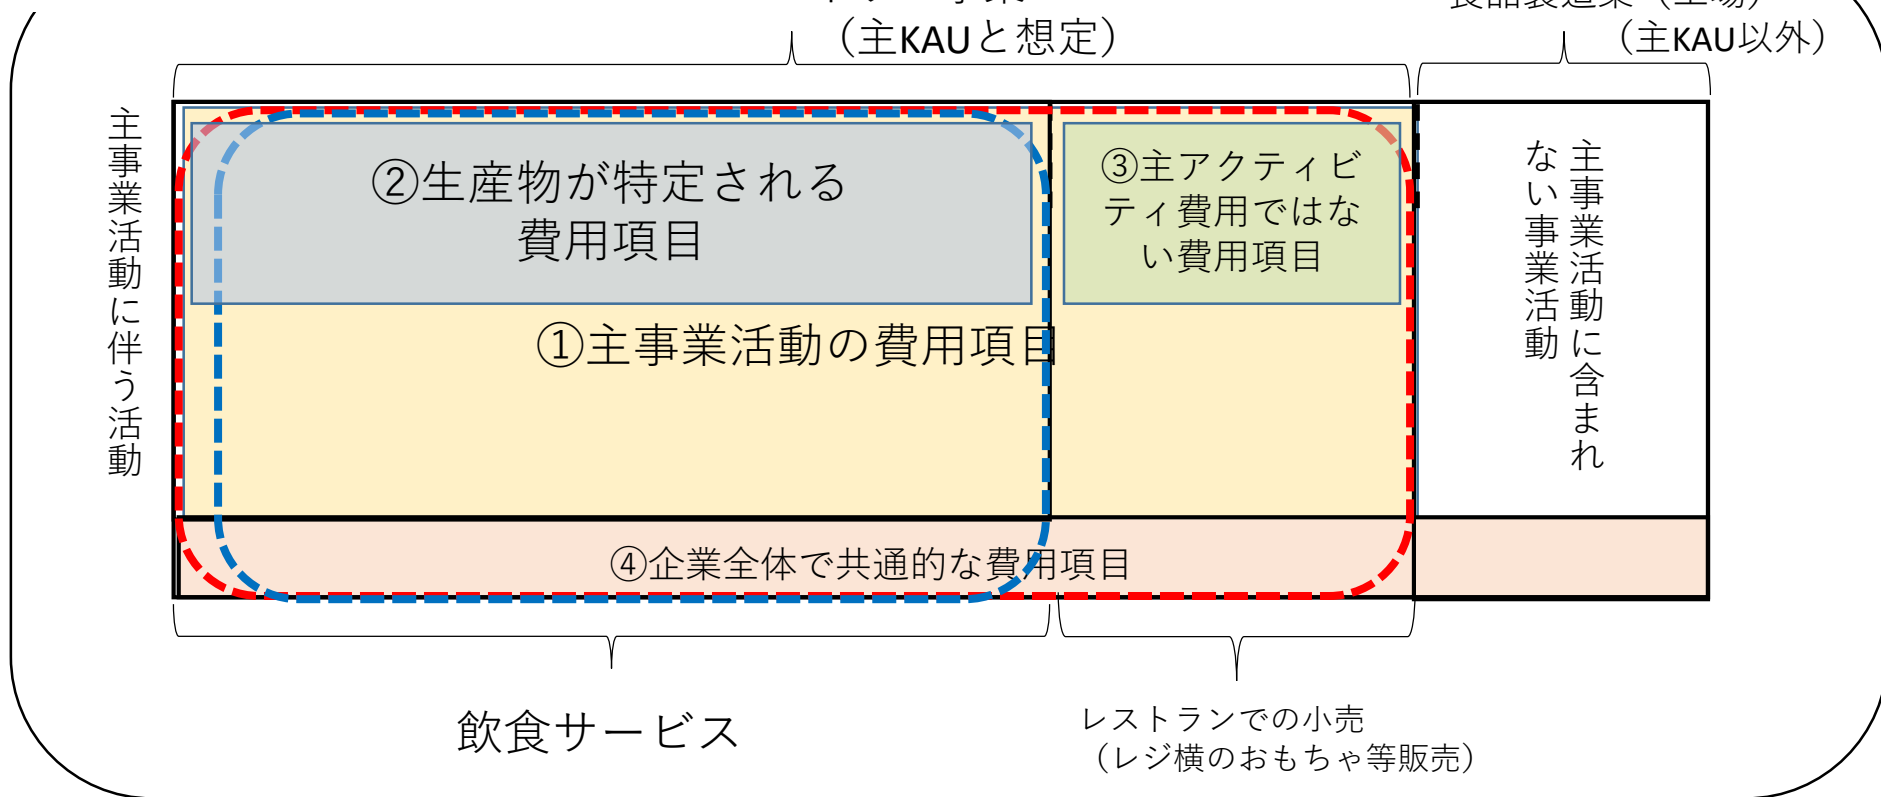 （主KAUと想定）
（主KAU以外）
主事業活動に伴う活動
②生産物が特定される
費用項目
③主アクティビ
ティ費用ではな
い費用項目
①主事業活動の費用項目
主事業活動に含まれ
ない事業活動
④企業全体で共通的な費用項目
飲食サービス
レストランでの小売
（レジ横のおもちゃ等販売）